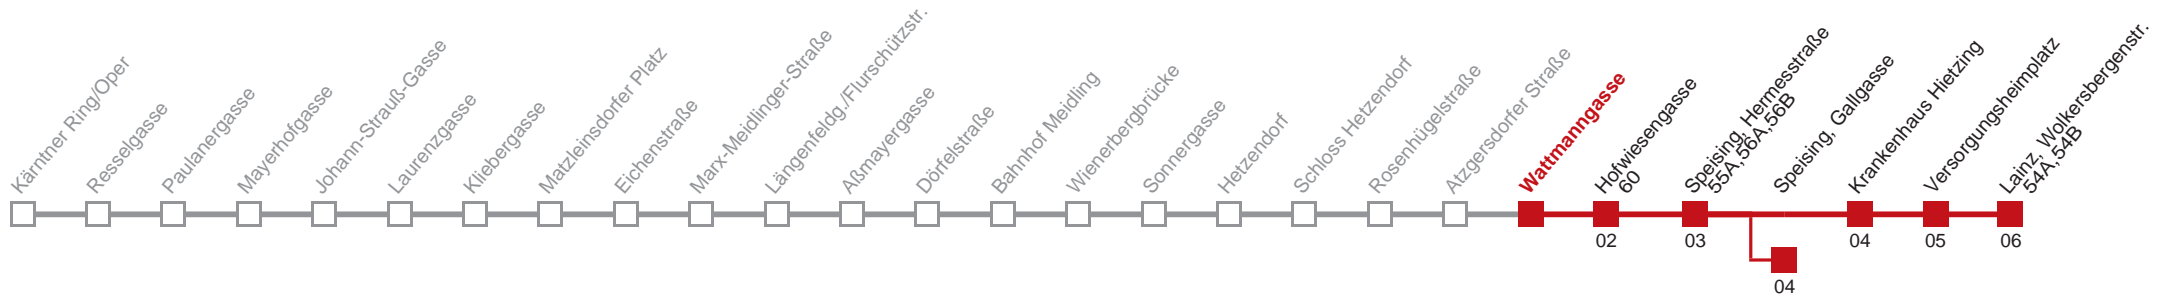 Kärntner Ring/Oper
Resselgasse
Paulanergasse
Mayerhofgasse
Johann-Strauß-Gasse
Laurenzgasse
Kliebergasse
Matzleinsdorfer Platz
Eichenstraße
Marx-Meidlinger-Straße
Längenfeldg./Flurschützstr.
Aßmayergasse
Dörfelstraße
Bahnhof Meidling
Wienerbergbrücke
Sonnergasse
Hetzendorf
Schloss Hetzendorf
Rosenhügelstraße
Atzgersdorfer Straße
Wattmanngasse
Hofwiesengasse
60
Speising, Hermesstraße
55A,56A,56B
Speising, Gallgasse
Krankenhaus Hietzing
Versorgungsheimplatz
Lainz, Wolkersbergenstr.
54A,54B
02
03
04
05
06
04